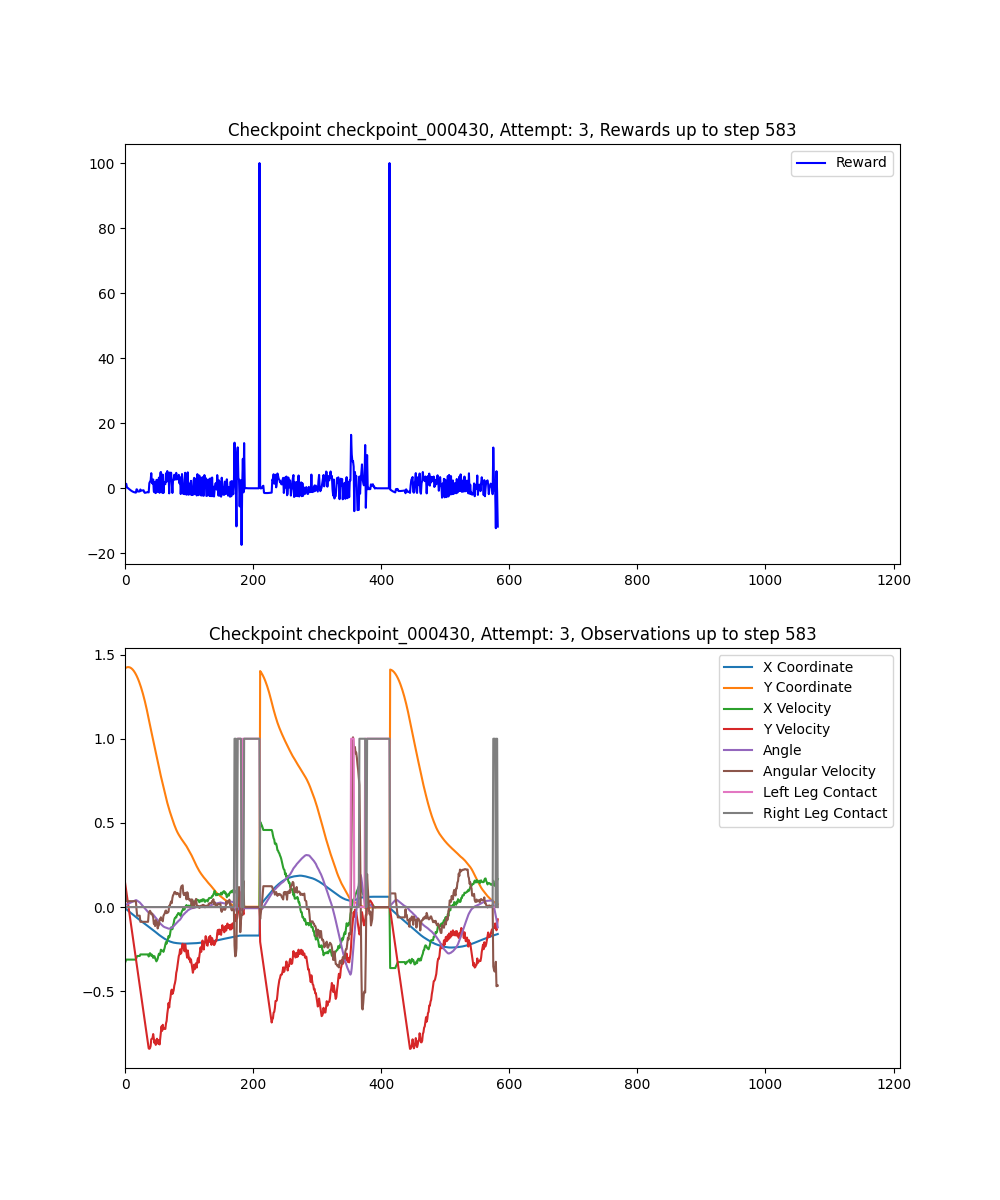 Checkpoint checkpoint_000430, Attempt: 3, Rewards up to step 583
100
80
60
40
20
0
−20
Reward
0 200 400 600 800 1000 1200
Checkpoint checkpoint_000430, Attempt: 3, Observations up to step 583
1.5
1.0
0.5
0.0
−0.5
X Coordinate
Y Coordinate
X Velocity
Y Velocity
Angle
Angular Velocity
Left Leg Contact
Right Leg Contact
0 200 400 600 800 1000 1200